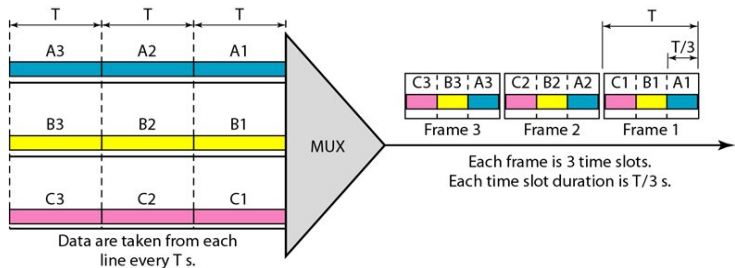 T T T
A3 A2 A1
B3 B2 B1
C3 C2 C1
Data are taken from each
line every T s.
MUX
T
T/3
C3 B3 A3 C2 B2 A2 C1 B1 A1
Frame 3 Frame 2 Frame 1
Each frame is 3 time slots.
Each time slot duration is T/3 s.